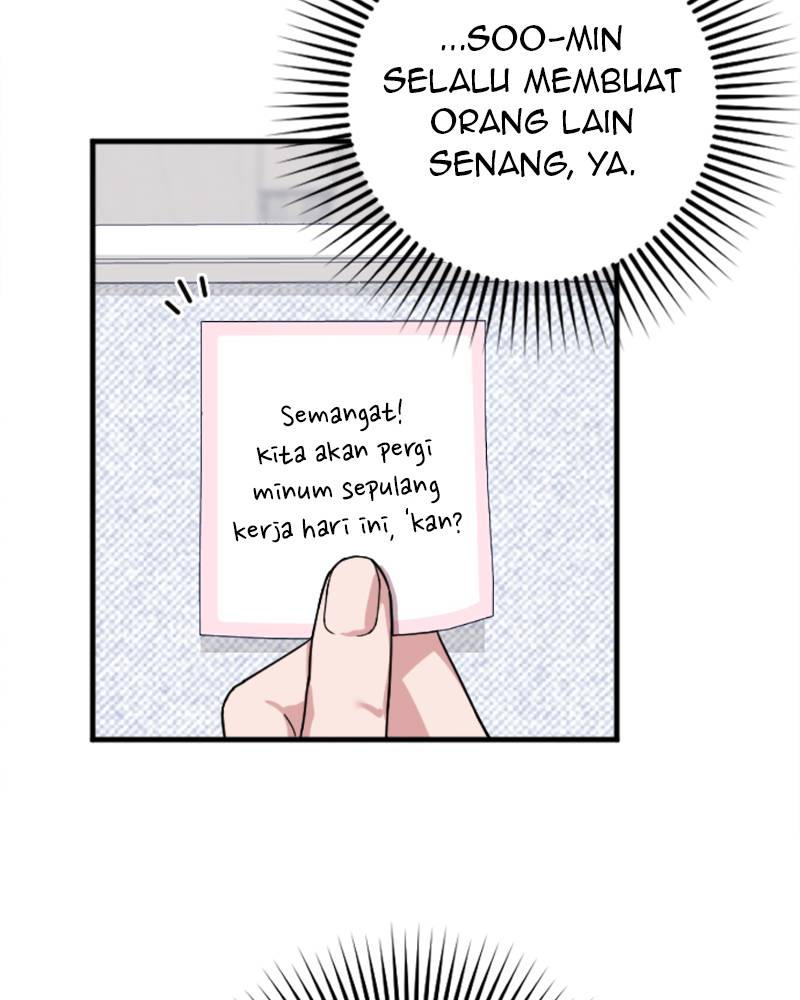 ...SOO-MIN
SELALU MEMBUAT
ORANG LAIN
SENANG, YA.
Semangat!
kita akan pergi
minum sepulang
kerja hari ini, 'kan?